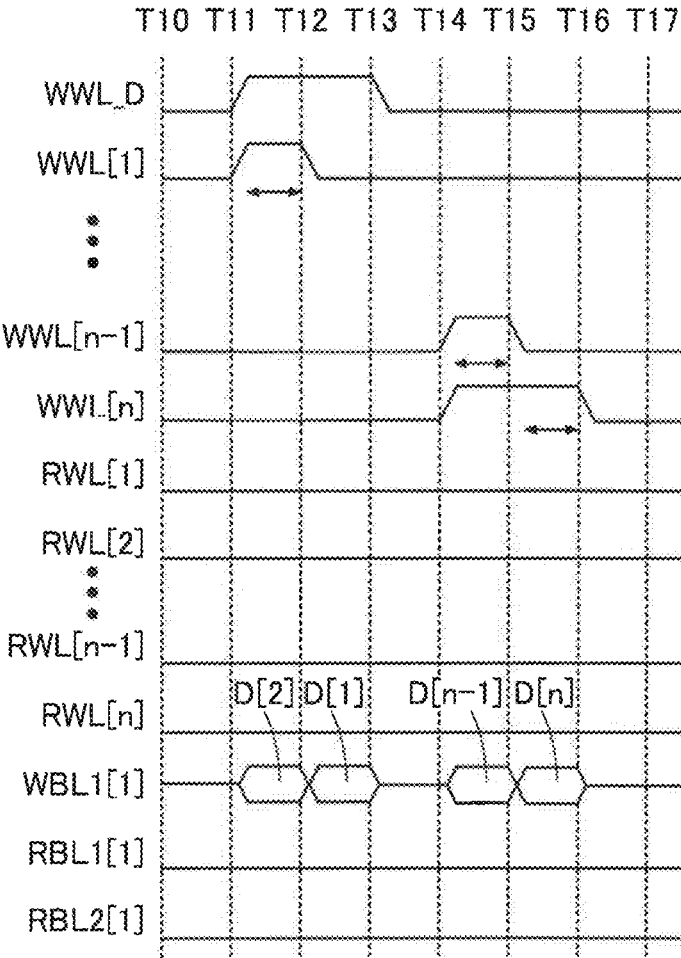 T10 T11 T12 T13 T14 T15 T16 T17
WWL_D
WWL[1]
WWL[n-1]
WWL[n]
RWL[1]
RWL[2]
RWL[n-1]
D[2] D[1] D[n-1] D[n]
RWL[n]
WBL1[1]
RBL1[1]
RBL2[1]